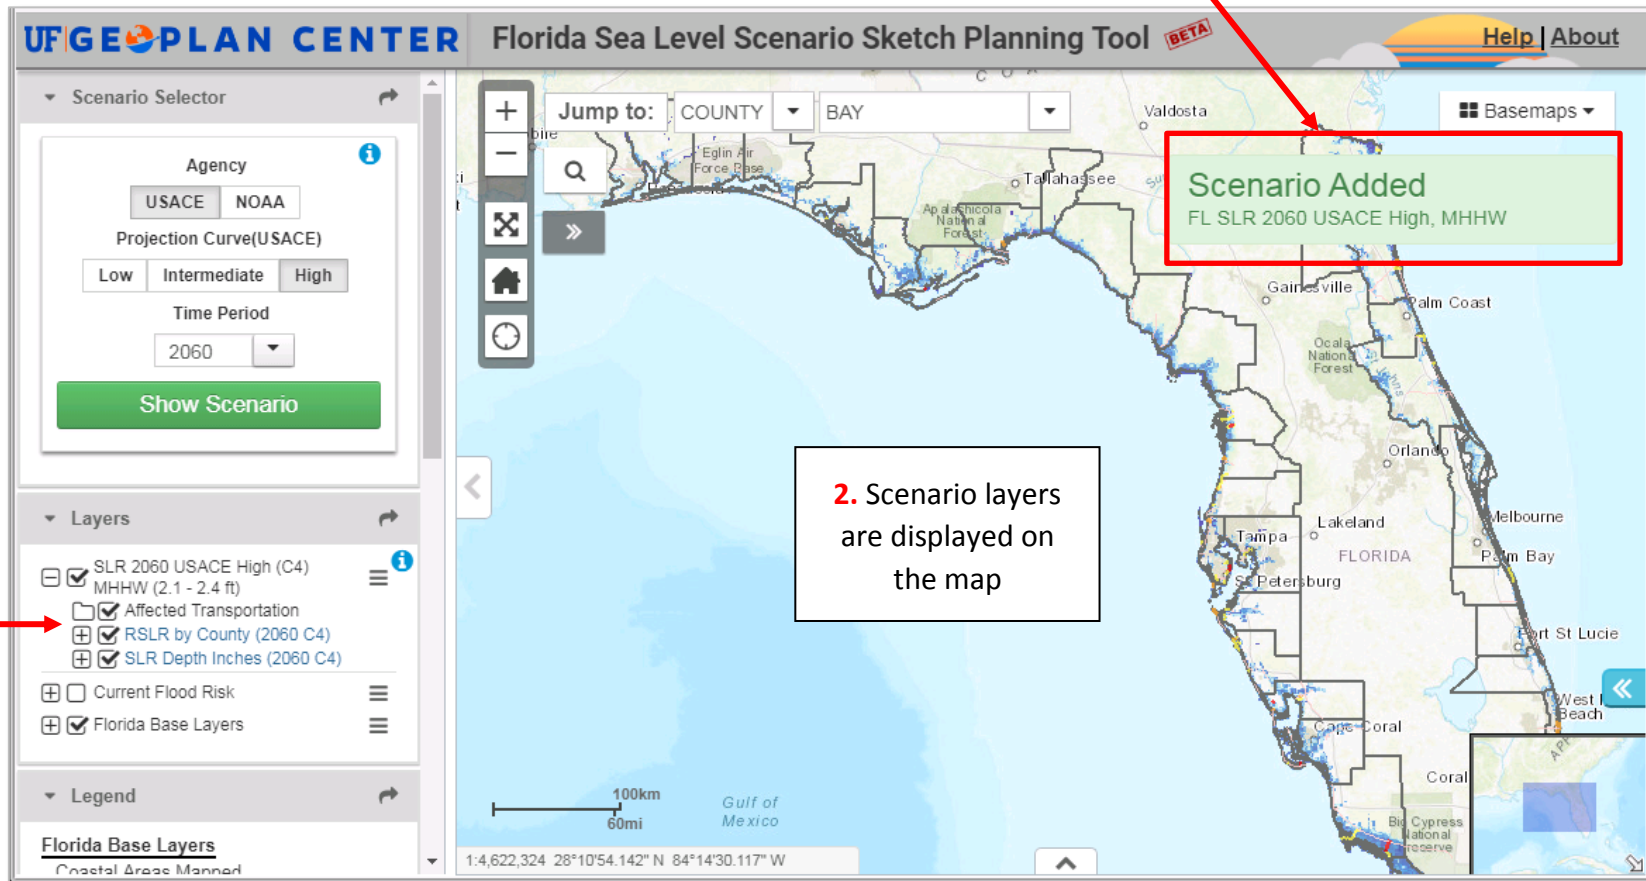 UF GEOPLAN CENTER
Florida Sea Level Scenario Sketch Planning Tool BETA
Help | About
Scenario Selector
Agency
USACE NOAA
Projection Curve(USACE)
Low Intermediate High
Time Period
2060
Show Scenario
Layers
SLR 2060 USACE High (C4)
MHHW (2.1 - 2.4 ft)
Affected Transportation
RSLR by County (2060 C4)
SLR Depth Inches (2060 C4)
Current Flood Risk
Florida Base Layers
Legend
Florida Base Layers
Coastal Areas Mapped
Jump to: COUNTY BAY
Basemaps
Scenario Added
FL SLR 2060 USACE High, MHHW
2. Scenario layers
are displayed on
the map
Valdosta
Eglin Air
Force Base
Tallahassee
Apalachicola
National
Forest
Gainesville
Palm Coast
Ocala
National
Forest
Orlando
Lakeland
Melbourne
Tampa
FLORIDA
Palm Bay
St Petersburg
Port St Lucie
West
Beach
Cape Coral
Coral
Big Cypress
National
Preserve
100km
60mi
Gulf of
Mexico
1:4,622,324 28°10'54.142" N 84°14'30.117" W